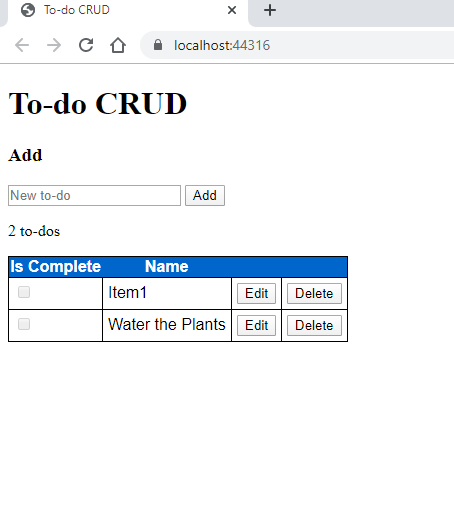 To-do CRUD
localhost:44316
To-do CRUD
Add
New to-do Add
2 to-dos
Is Complete Name
Item1 Edit Delete
Water the Plants Edit Delete